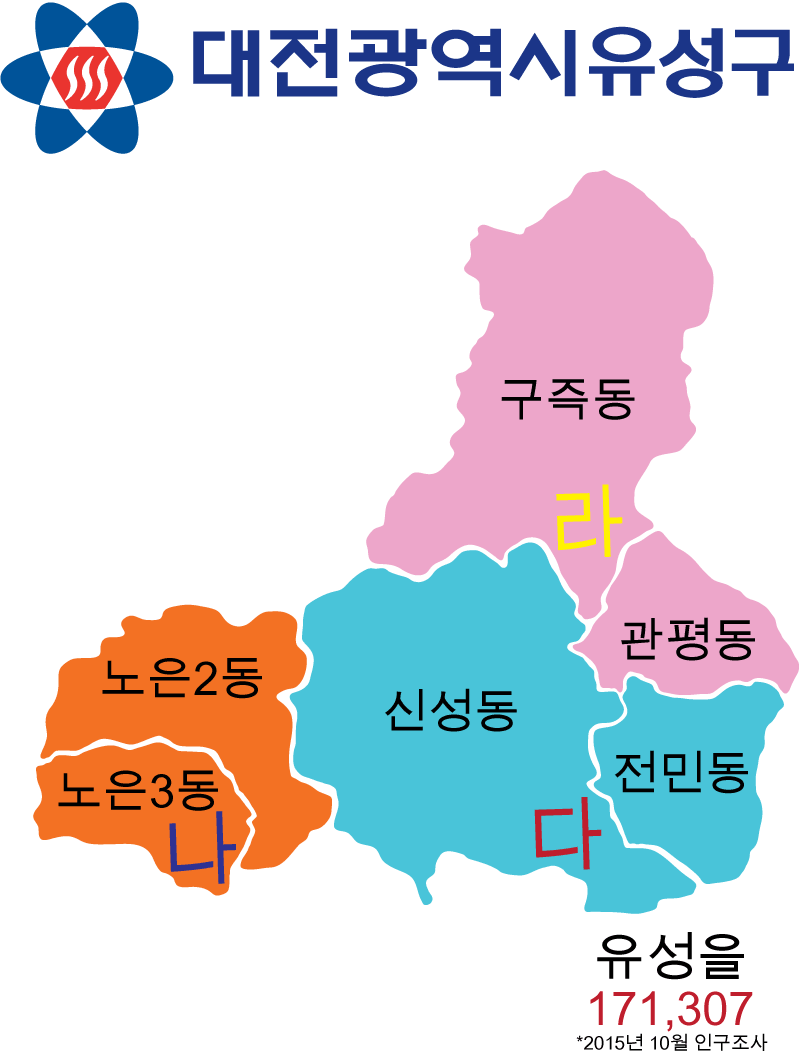 대전광역시유성구
구즉동
라
관평동
노은2동
신성동
전민동
노은3동
나
다
유성을
171,307
*2015년 10월 인구조사